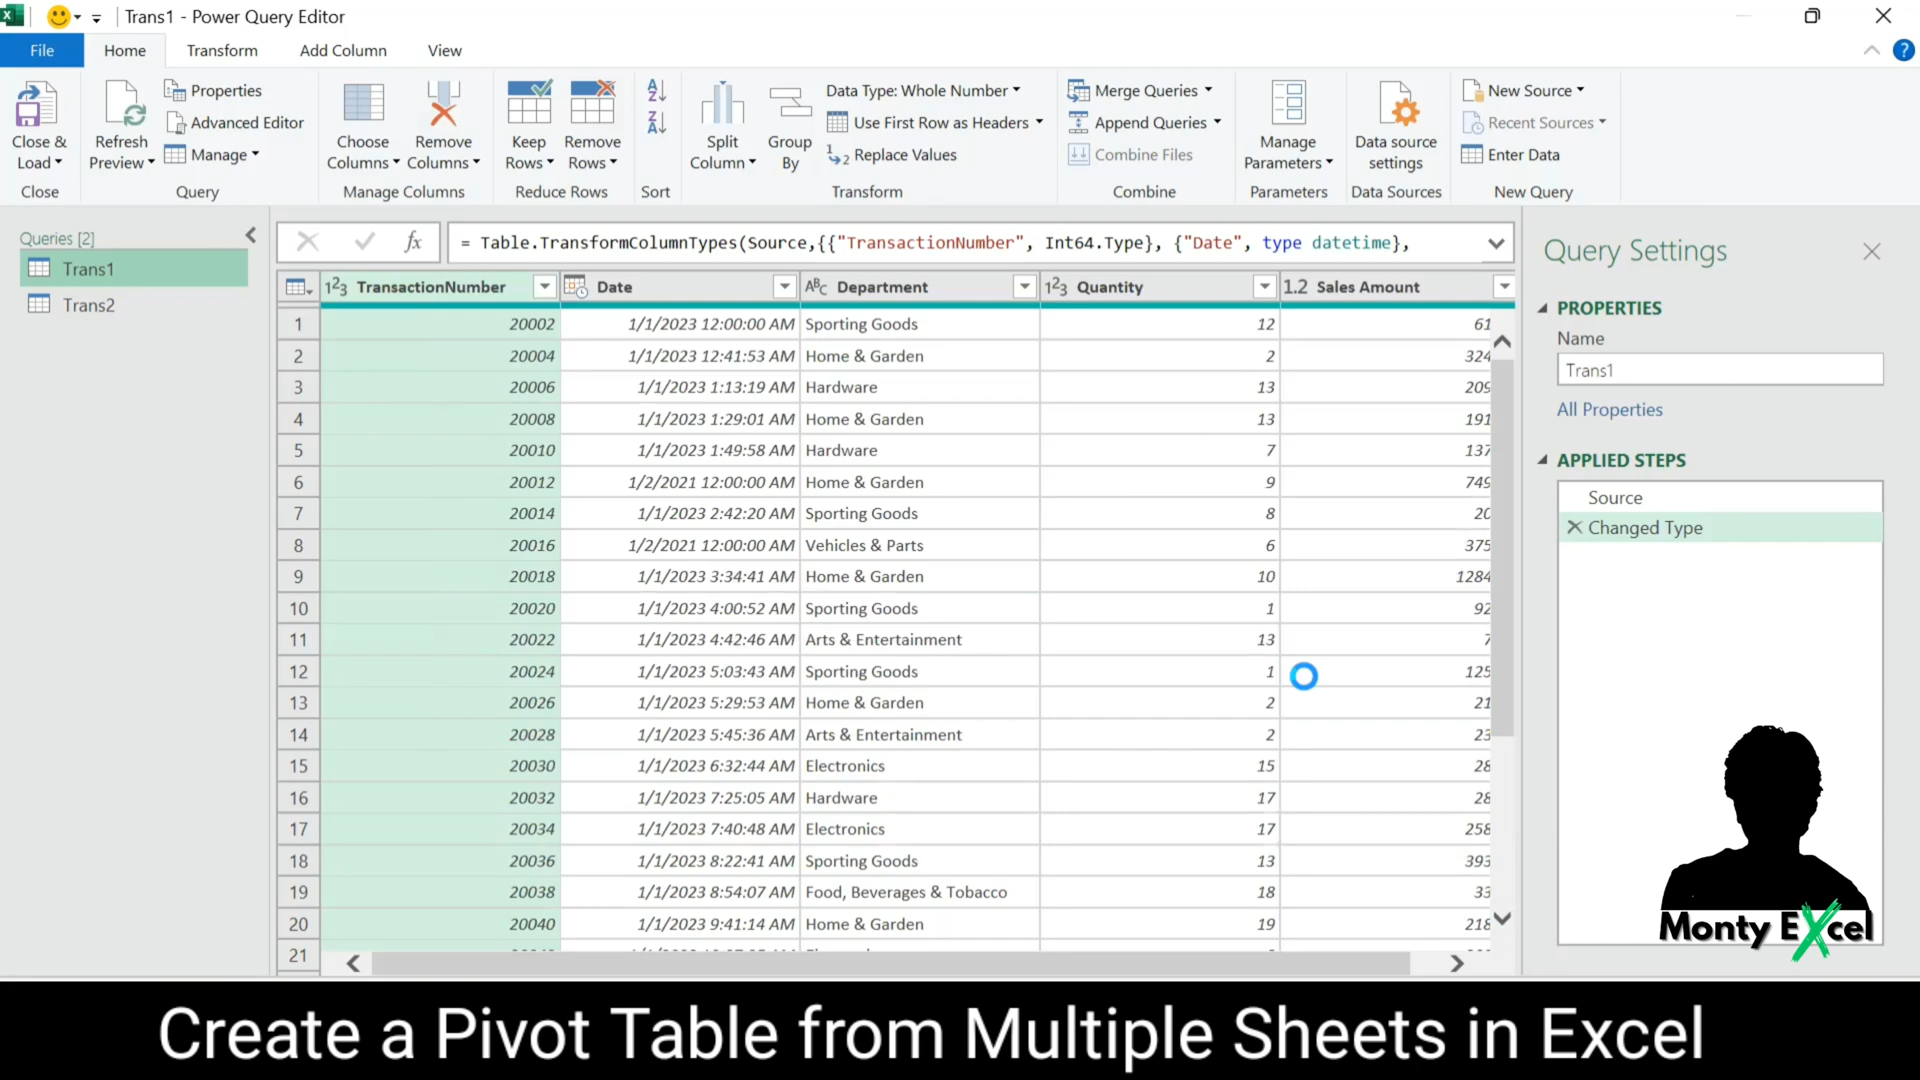 Trans1 - Power Query Editor
File Home Transform Add Column View
?
Close & Load
Refresh Preview
Properties
Advanced Editor
Manage
Choose Columns
Remove Columns
Keep Rows
Remove Rows
A Z
Z A
Split Column
Group By
Data Type: Whole Number
Use First Row as Headers
1 2 Replace Values
Merge Queries
Append Queries
Combine Files
Manage Parameters
Data source settings
New Source
Recent Sources
Enter Data
Close Query Manage Columns Reduce Rows Sort Transform Combine Parameters Data Sources New Query
Queries [2]
Trans1
Trans2
fx = Table.TransformColumnTypes(Source,{{"TransactionNumber", Int64.Type}, {"Date", type datetime},
123 TransactionNumber Date ABC Department 123 Quantity 1.2 Sales Amount
1 20002 1/1/2023 12:00:00 AM Sporting Goods 12 61
2 20004 1/1/2023 12:41:53 AM Home & Garden 2 324
3 20006 1/1/2023 1:13:19 AM Hardware 13 209
4 20008 1/1/2023 1:29:01 AM Home & Garden 13 191
5 20010 1/1/2023 1:49:58 AM Hardware 7 137
6 20012 1/2/2021 12:00:00 AM Home & Garden 9 749
7 20014 1/1/2023 2:42:20 AM Sporting Goods 8 20
8 20016 1/2/2021 12:00:00 AM Vehicles & Parts 6 375
9 20018 1/1/2023 3:34:41 AM Home & Garden 10 1284
10 20020 1/1/2023 4:00:52 AM Sporting Goods 1 92
11 20022 1/1/2023 4:42:46 AM Arts & Entertainment 13 7
12 20024 1/1/2023 5:03:43 AM Sporting Goods 1 125
13 20026 1/1/2023 5:29:53 AM Home & Garden 2 21
14 20028 1/1/2023 5:45:36 AM Arts & Entertainment 2 23
15 20030 1/1/2023 6:32:44 AM Electronics 15 28
16 20032 1/1/2023 7:25:05 AM Hardware 17 28
17 20034 1/1/2023 7:40:48 AM Electronics 17 258
18 20036 1/1/2023 8:22:41 AM Sporting Goods 13 393
19 20038 1/1/2023 8:54:07 AM Food, Beverages & Tobacco 18 33
20 20040 1/1/2023 9:41:14 AM Home & Garden 19 218
21
Query Settings
PROPERTIES
Name
Trans1
All Properties
APPLIED STEPS
Source
Changed Type
Monty Excel
Create a Pivot Table from Multiple Sheets in Excel